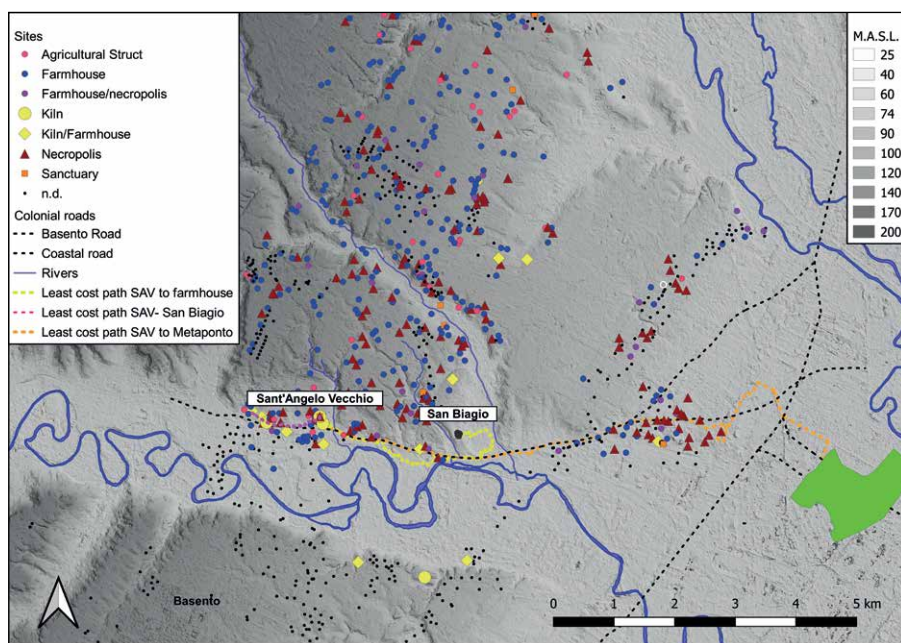 Sites
Agricultural Struct
Farmhouse
Farmhouse/necropolis
Kiln
Kiln/Farmhouse
Necropolis
Sanctuary
n.d.
Colonial roads
Basento Road
Coastal road
Rivers
Least cost path SAV to farmhouse
Least cost path SAV- San Biagio
Least cost path SAV to Metaponto
M.A.S.L.
25
40
60
74
90
100
120
140
170
200
Sant'Angelo Vecchio
San Biagio
Basento
0 1 2 3 4 5 km